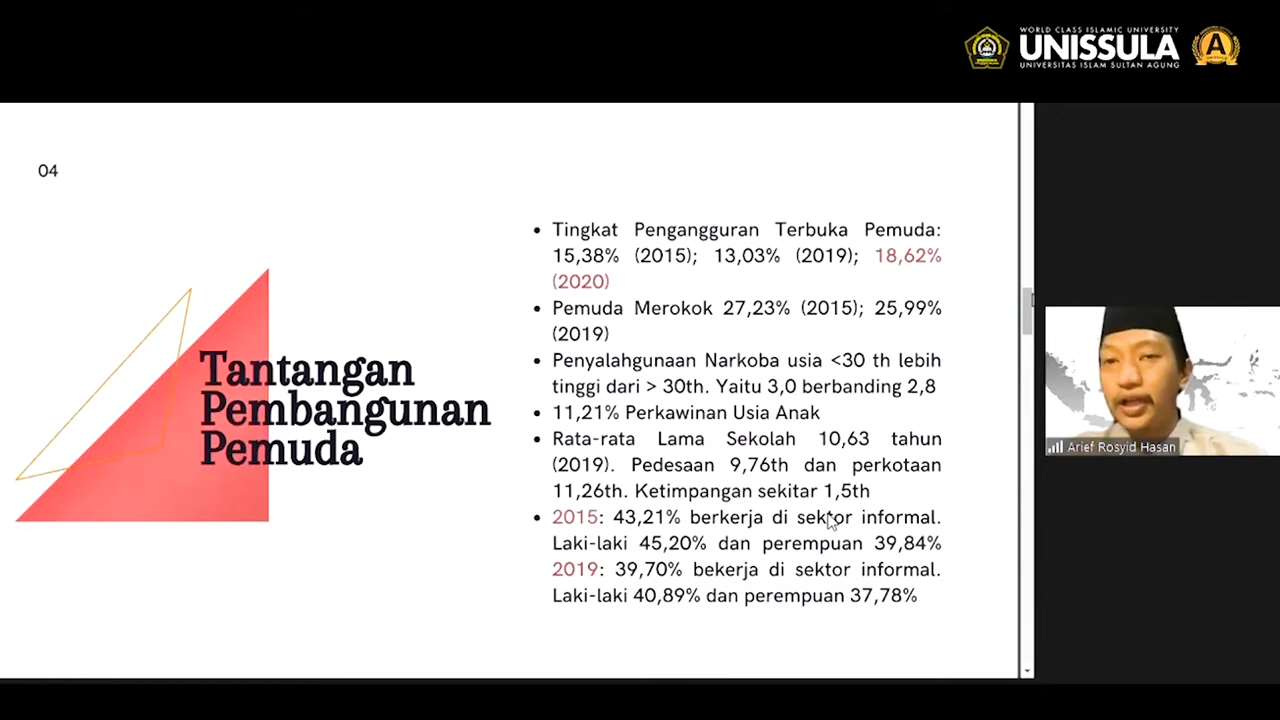 WORLD CLASS ISLAMIC UNIVERSITY
UNISSULA
UNIVERSITAS ISLAM SULTAN AGUNG
A
04
Tantangan
Pembangunan
Pemuda
• Tingkat Pengangguran Terbuka Pemuda:
15,38% (2015); 13,03% (2019); 18,62%
(2020)
• Pemuda Merokok 27,23% (2015); 25,99%
(2019)
• Penyalahgunaan Narkoba usia <30 th lebih
tinggi dari > 30th. Yaitu 3,0 berbanding 2,8
• 11,21% Perkawinan Usia Anak
• Rata-rata Lama Sekolah 10,63 tahun
(2019). Pedesaan 9,76th dan perkotaan
11,26th. Ketimpangan sekitar 1,5th
• 2015: 43,21% berkerja di sektor informal.
Laki-laki 45,20% dan perempuan 39,84%
2019: 39,70% bekerja di sektor informal.
Laki-laki 40,89% dan perempuan 37,78%
Arief Rosyid Hasan